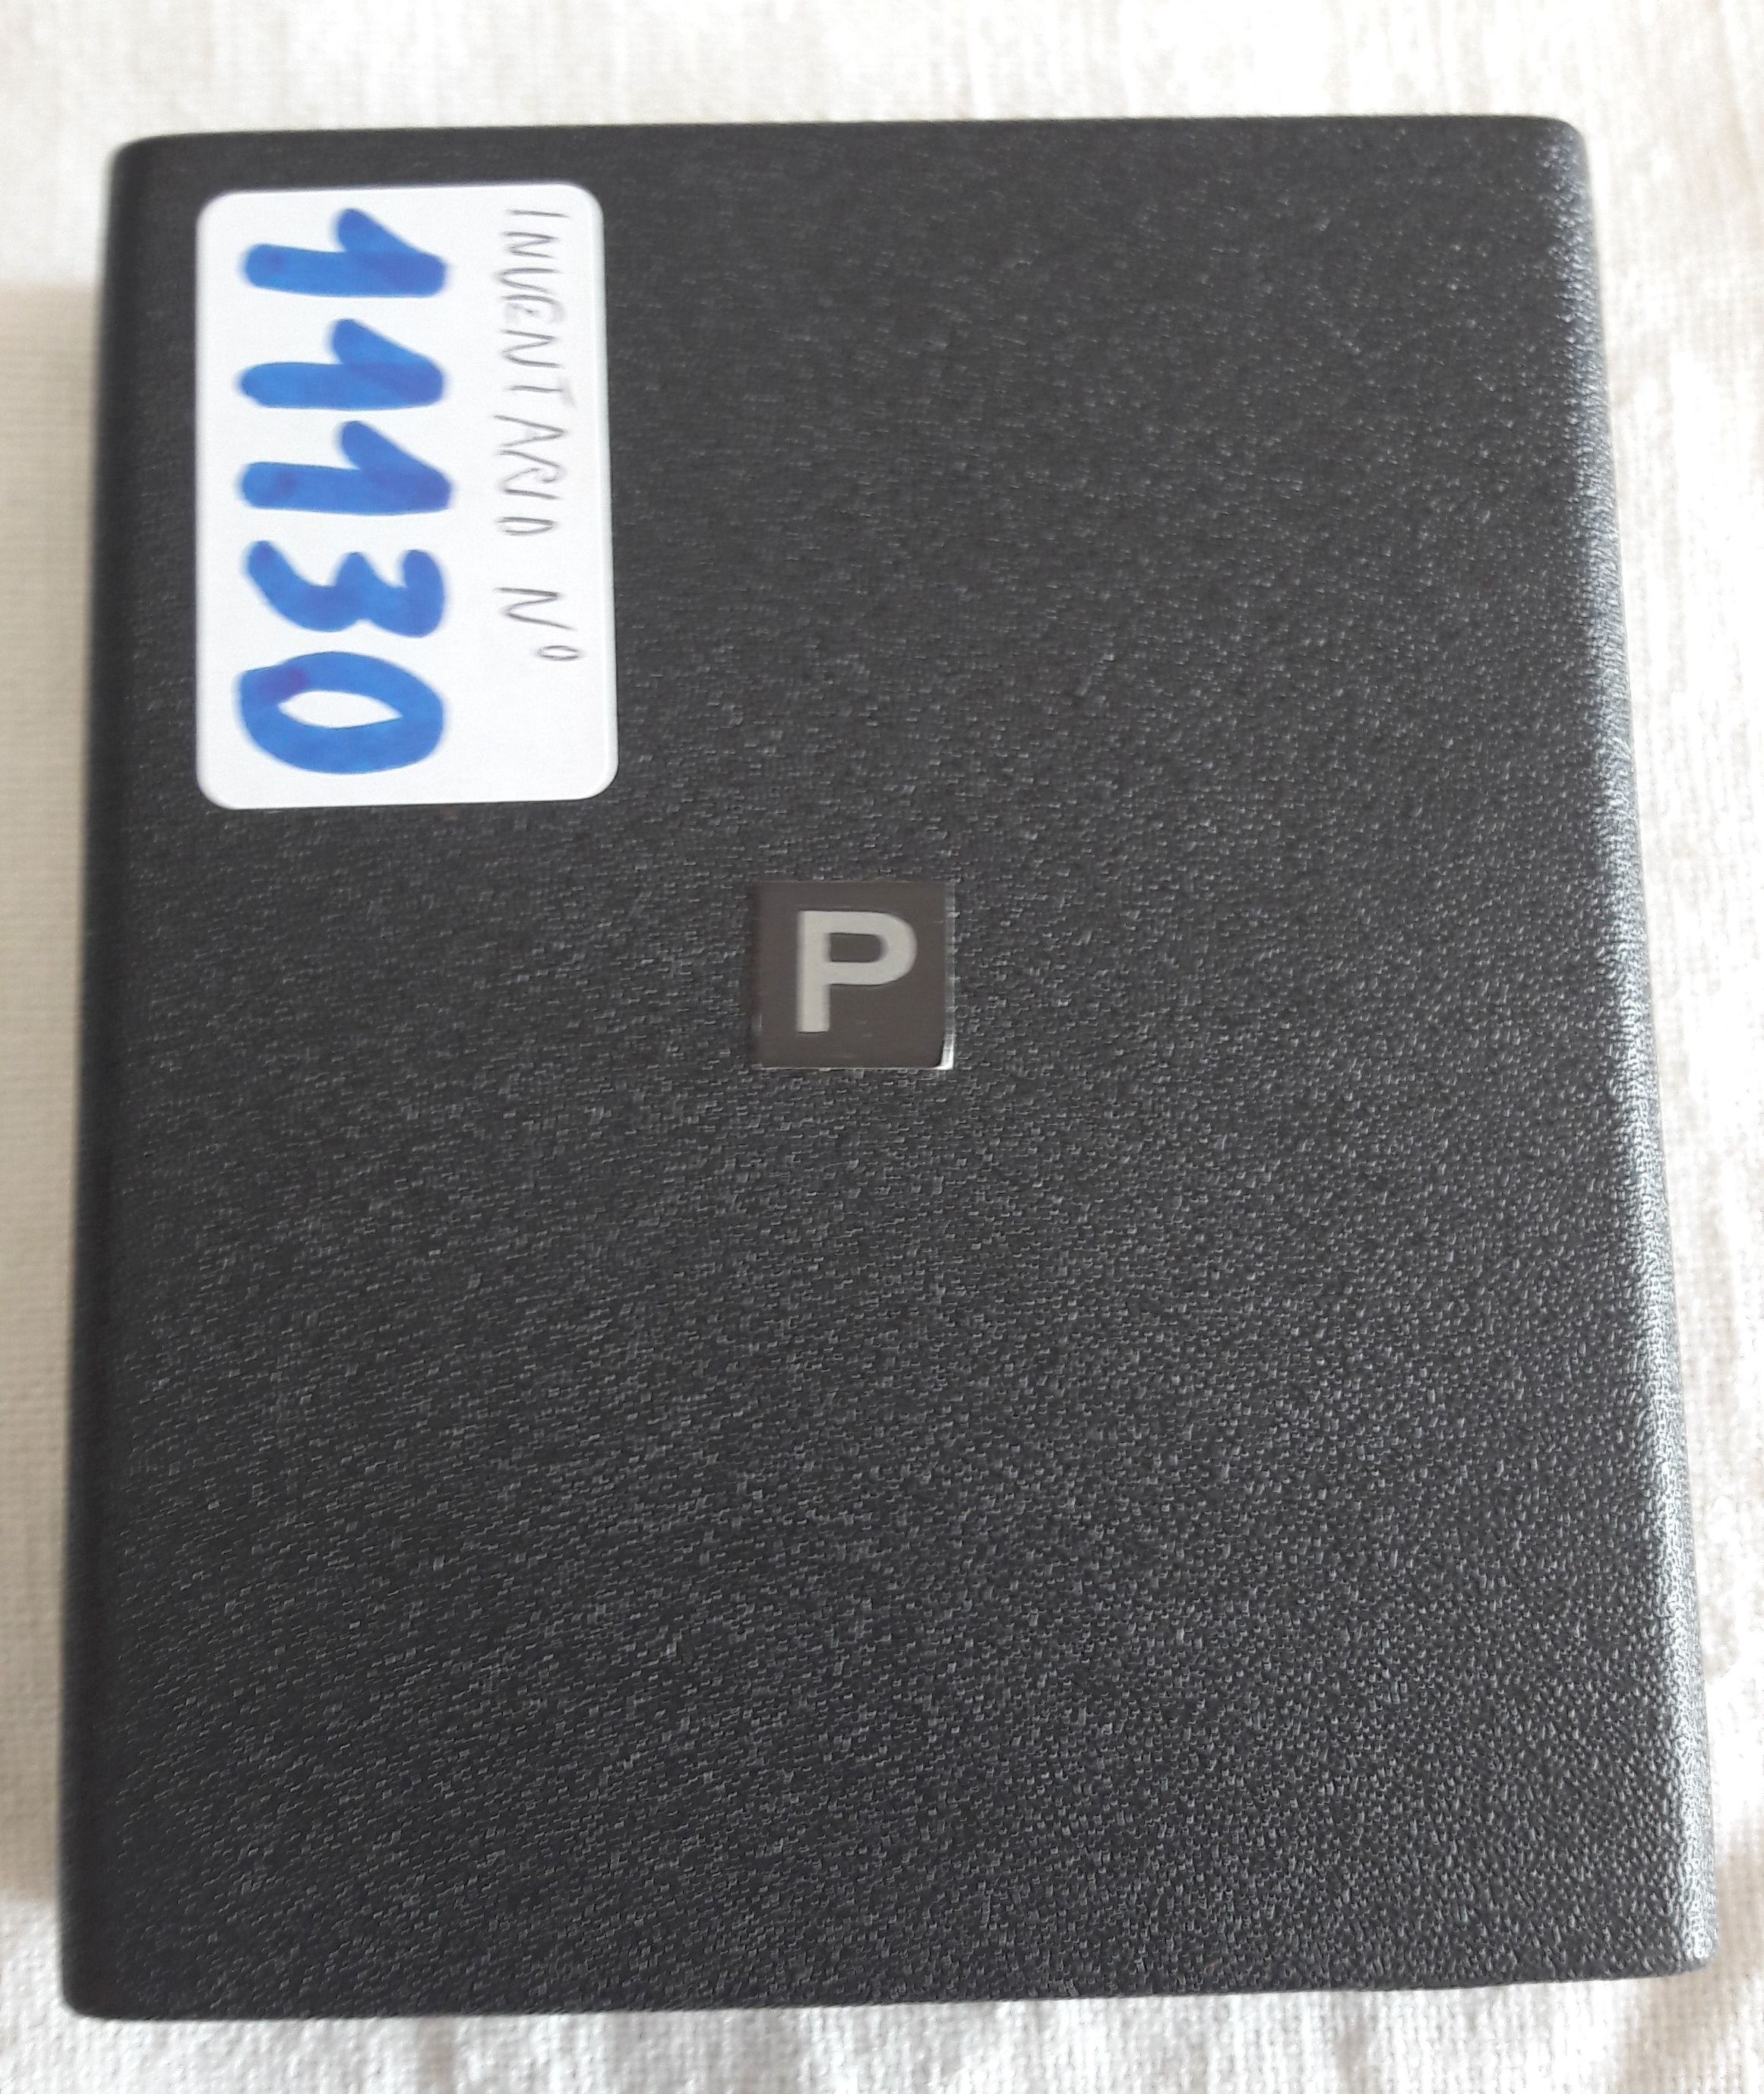 INVENTARIO Nº
11130
P